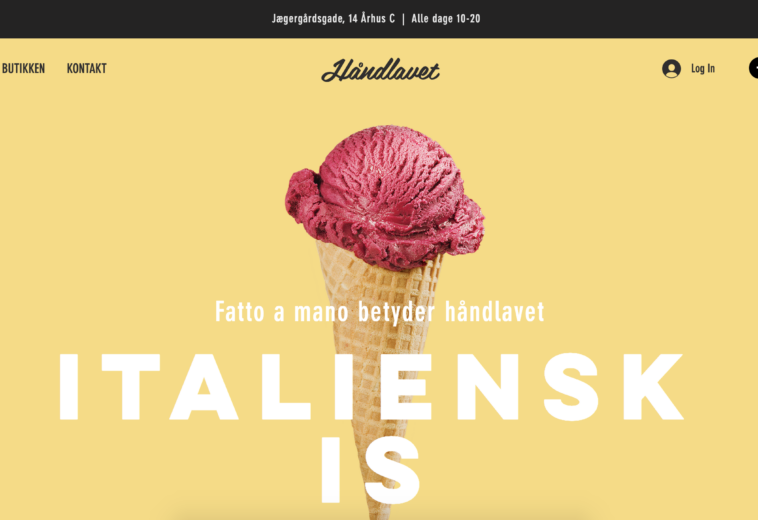 Jægergårdsgade, 14 Århus C | Alle dage 10-20
BUTIKKEN KONTAKT Håndlavet Log In
Fatto a mano betyder håndlavet
ITALIENSK
IS